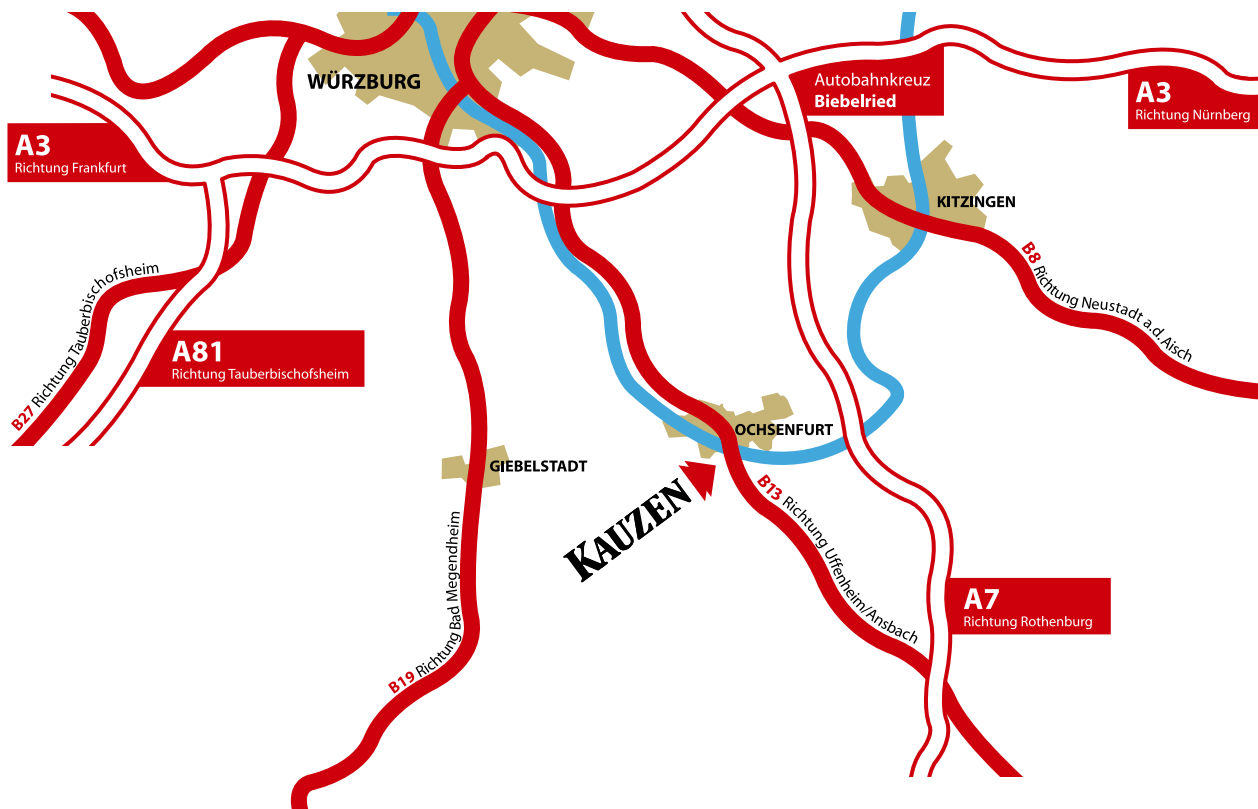 WÜRZBURG
Autobahnkreuz
Biebelried
A3
Richtung Nürnberg
A3
Richtung Frankfurt
KITZINGEN
B8 Richtung Neustadt a.d. Aisch
B27 Richtung Tauberbischofsheim
A81
Richtung Tauberbischofsheim
OCHSENFURT
GIEBELSTADT
KAUZEN
B13 Richtung Uffenheim/Ansbach
B19 Richtung Bad Megendheim
A7
Richtung Rothenburg